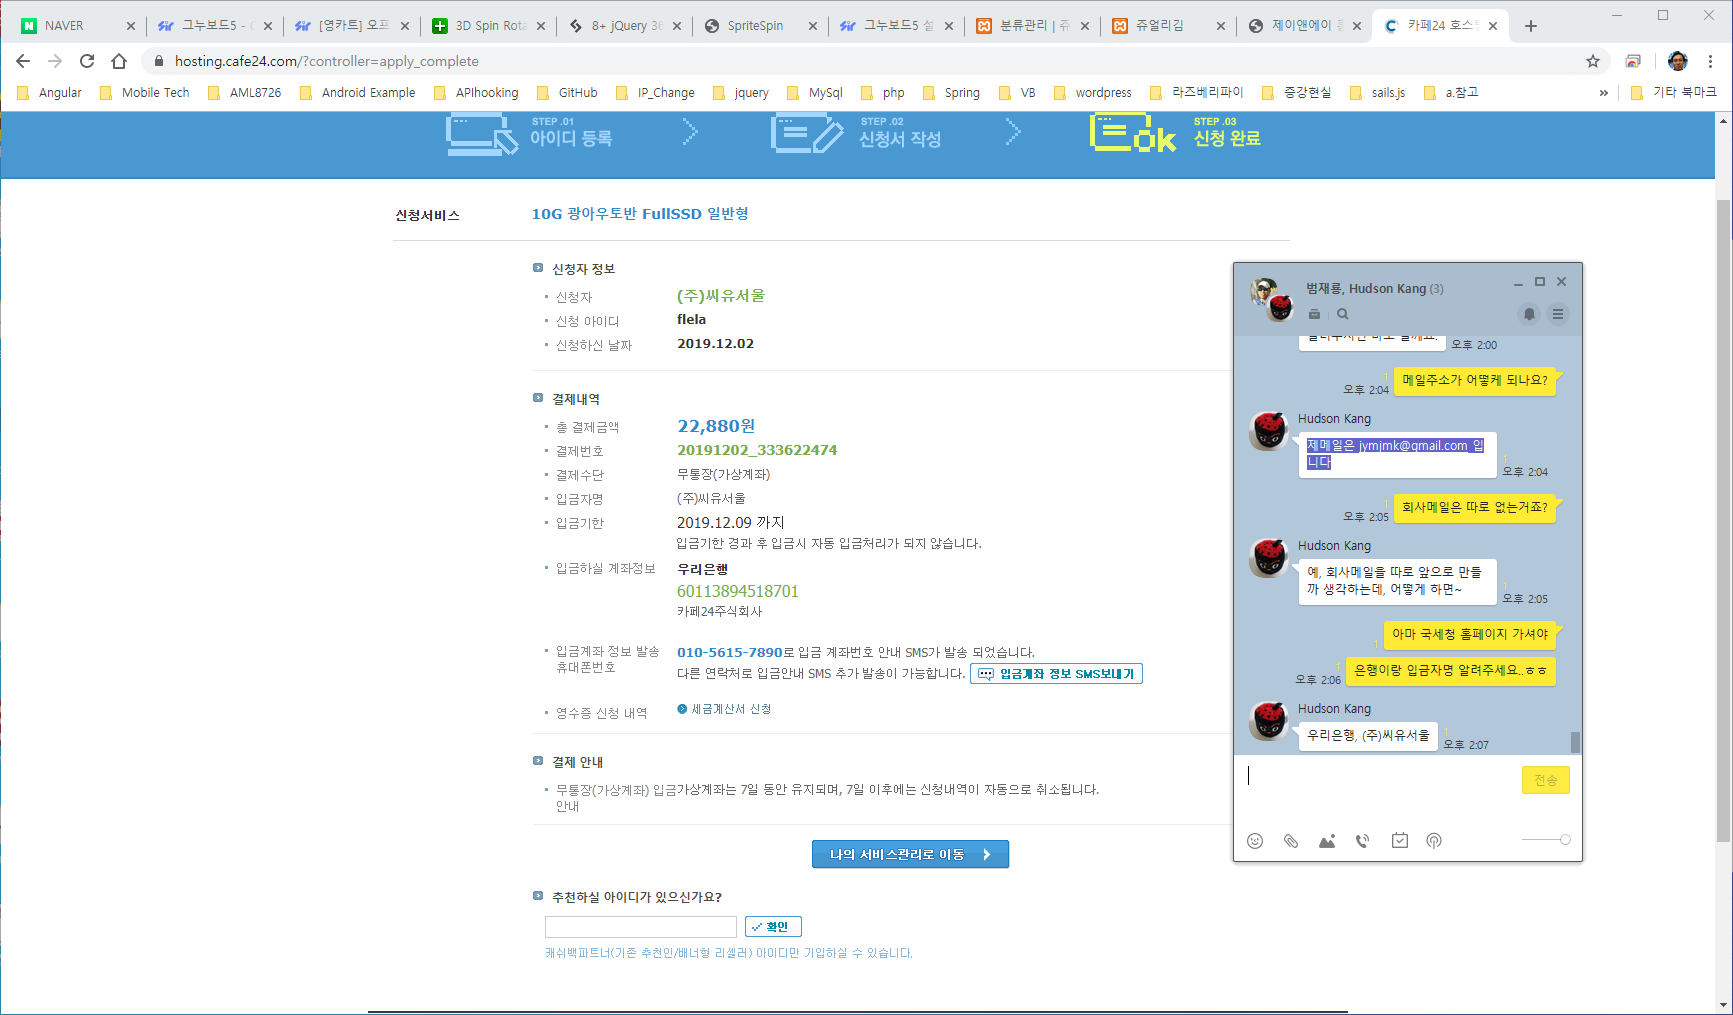 NAVER
그누보드5 - G
[영카트] 오프
3D Spin Rota
8+ jQuery 36
SpriteSpin
그누보드5 설
분류관리 | 쥬
쥬얼리김
제이앤에이 홈
카페24 호스팅
hosting.cafe24.com/?controller=apply_complete
Angular
Mobile Tech
AML8726
Android Example
APIhooking
GitHub
IP_Change
jquery
MySql
php
Spring
VB
wordpress
라즈베리파이
증강현실
sails.js
a.참고
»
기타 북마크
STEP .01
아이디 등록
STEP .02
신청서 작성
ok
STEP .03
신청 완료
신청서비스
10G 광아우토반 FullSSD 일반형
신청자 정보
신청자
(주)씨유서울
신청 아이디
flela
신청하신 날짜
2019.12.02
결제내역
총 결제금액
22,880원
결제번호
20191202_333622474
결제수단
무통장(가상계좌)
입금자명
(주)씨유서울
입금기한
2019.12.09 까지
입금기한 경과 후 입금시 자동 입금처리가 되지 않습니다.
입금하실 계좌정보
우리은행
60113894518701
카페24주식회사
입금계좌 정보 발송
휴대폰번호
010-5615-7890로 입금 계좌번호 안내 SMS가 발송 되었습니다.
다른 연락처로 입금안내 SMS 추가 발송이 가능합니다.
입금계좌 정보 SMS보내기
영수증 신청 내역
세금계산서 신청
결제 안내
무통장(가상계좌) 입금
안내
가상계좌는 7일 동안 유지되며, 7일 이후에는 신청내역이 자동으로 취소됩니다.
나의 서비스관리로 이동
추천하실 아이디가 있으신가요?
확인
캐쉬백파트너(기존 추천인/배너형 리셀러) 아이디만 기입하실 수 있습니다.
범재룡, Hudson Kang (3)
오후 2:00
1
오후 2:04
메일주소가 어떻게 되나요?
Hudson Kang
제메일은 jymjmk@gmail.com 입
니다
1
오후 2:04
1
오후 2:05
회사메일은 따로 없는거죠?
Hudson Kang
예, 회사메일을 따로 앞으로 만들
까 생각하는데, 어떻게 하면~
1
오후 2:05
1
아마 국세청 홈페이지 가셔야
1
오후 2:06
은행이랑 입금자명 알려주세요..ㅎㅎ
Hudson Kang
우리은행, (주)씨유서울
1
오후 2:07
전송